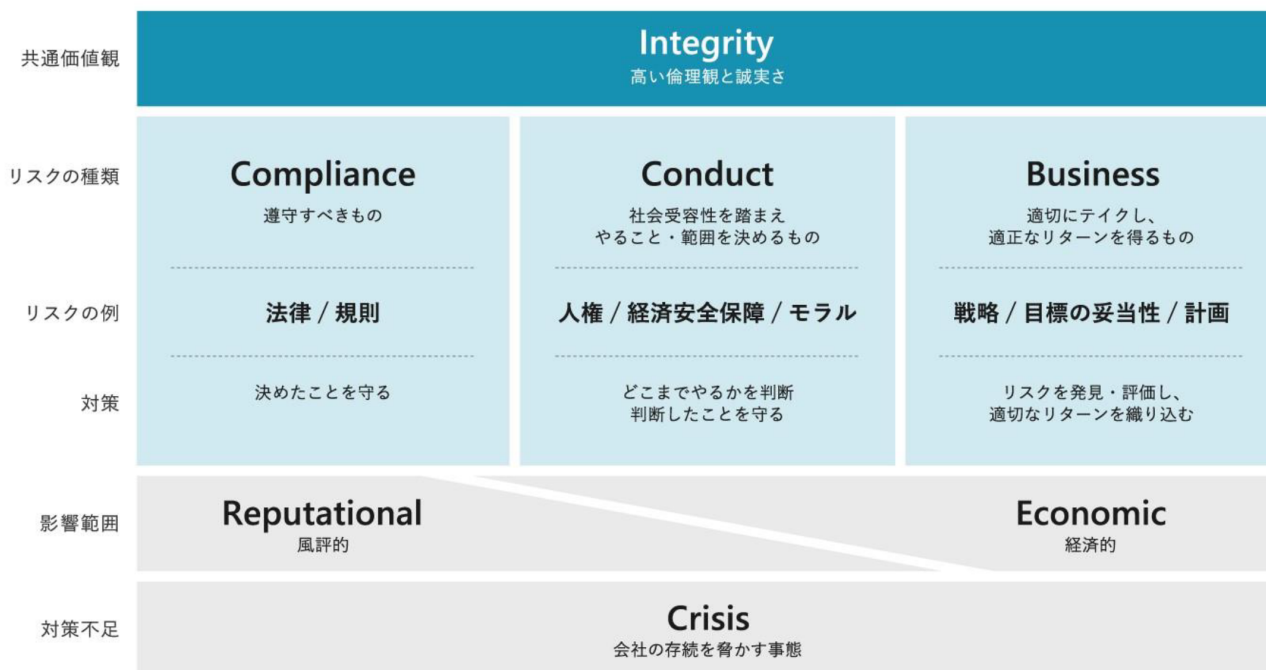 共通価値観
Integrity
高い倫理観と誠実さ
リスクの種類
Compliance
遵守すべきもの
Conduct
社会受容性を踏まえ
やること・範囲を決めるもの
Business
適切にテイクし、
適正なリターンを得るもの
リスクの例
法律 / 規則
人権 / 経済安全保障 / モラル
戦略 / 目標の妥当性 / 計画
対策
決めたことを守る
どこまでやるかを判断
判断したことを守る
リスクを発見・評価し、
適切なリターンを織り込む
影響範囲
Reputational
風評的
Economic
経済的
対策不足
Crisis
会社の存続を脅かす事態